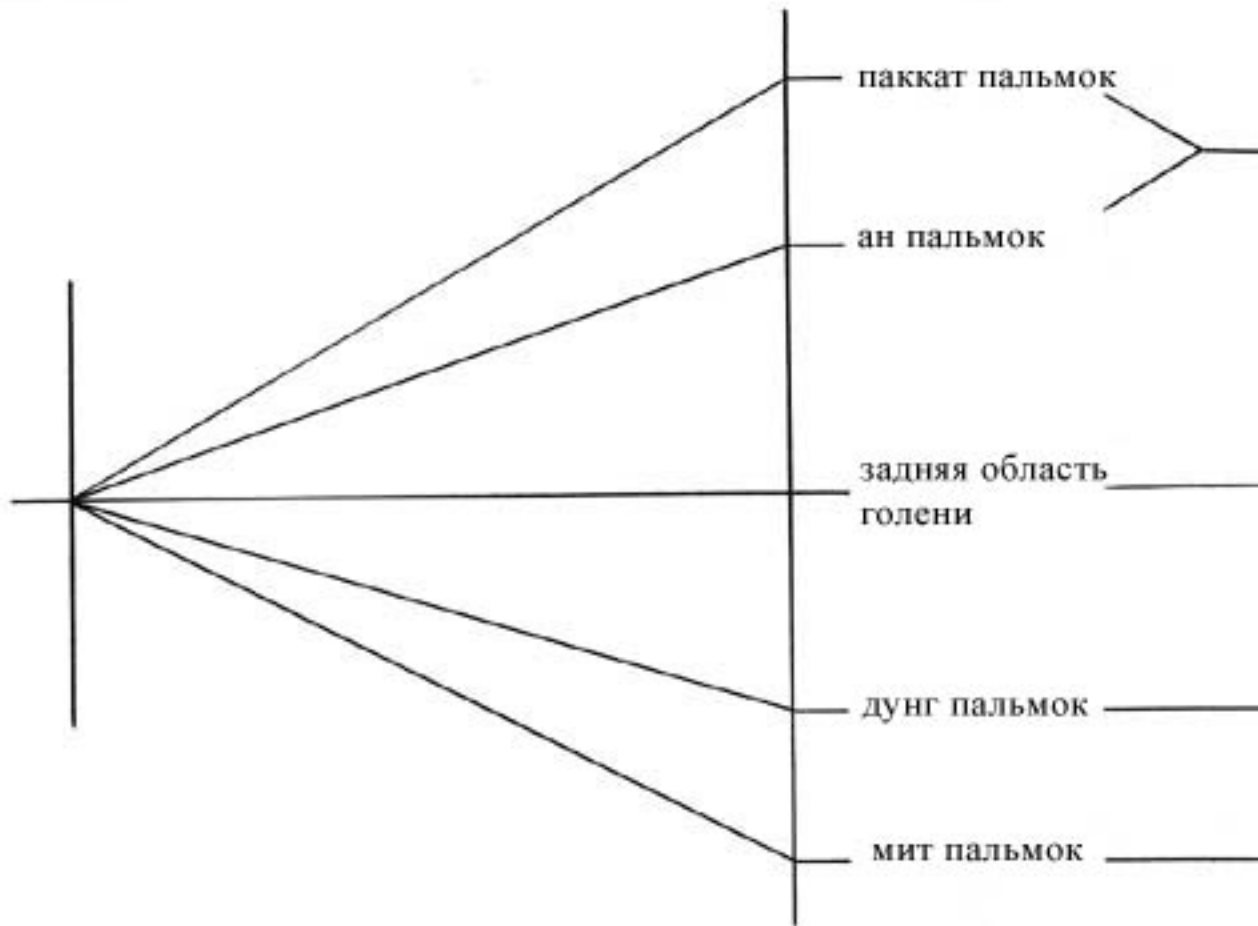 паккат пальмок
ан пальмок
задняя область
голени
дунг пальмок
мит пальмок